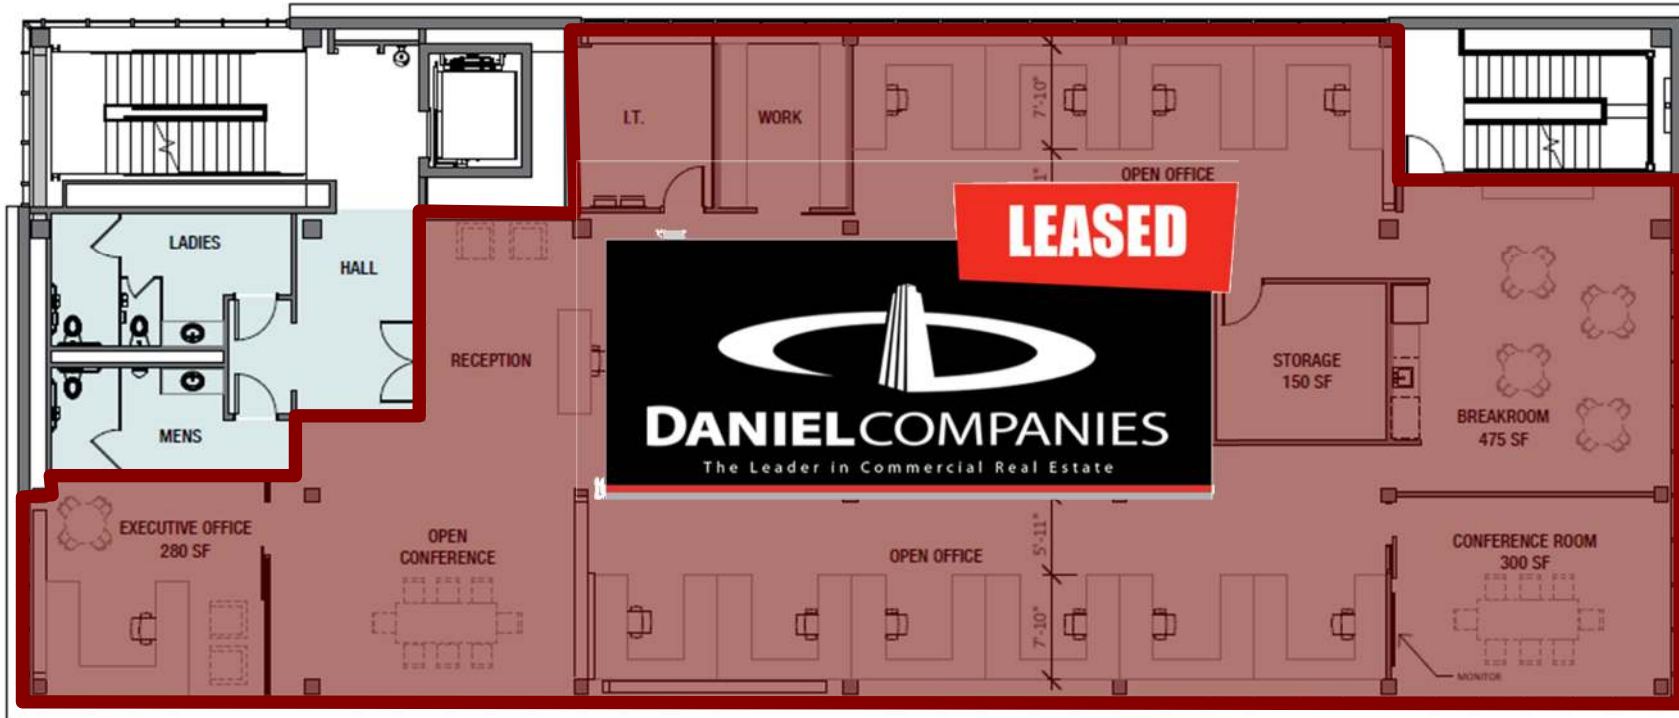 I.T.
WORK
7'-10"
OPEN OFFICE
LEASED
LADIES
HALL
RECEPTION
DANIELCOMPANIES
The Leader in Commercial Real Estate
STORAGE
150 SF
BREAKROOM
475 SF
MENS
EXECUTIVE OFFICE
280 SF
OPEN
CONFERENCE
OPEN OFFICE
5'-11"
7'-10"
CONFERENCE ROOM
300 SF
MONITOR